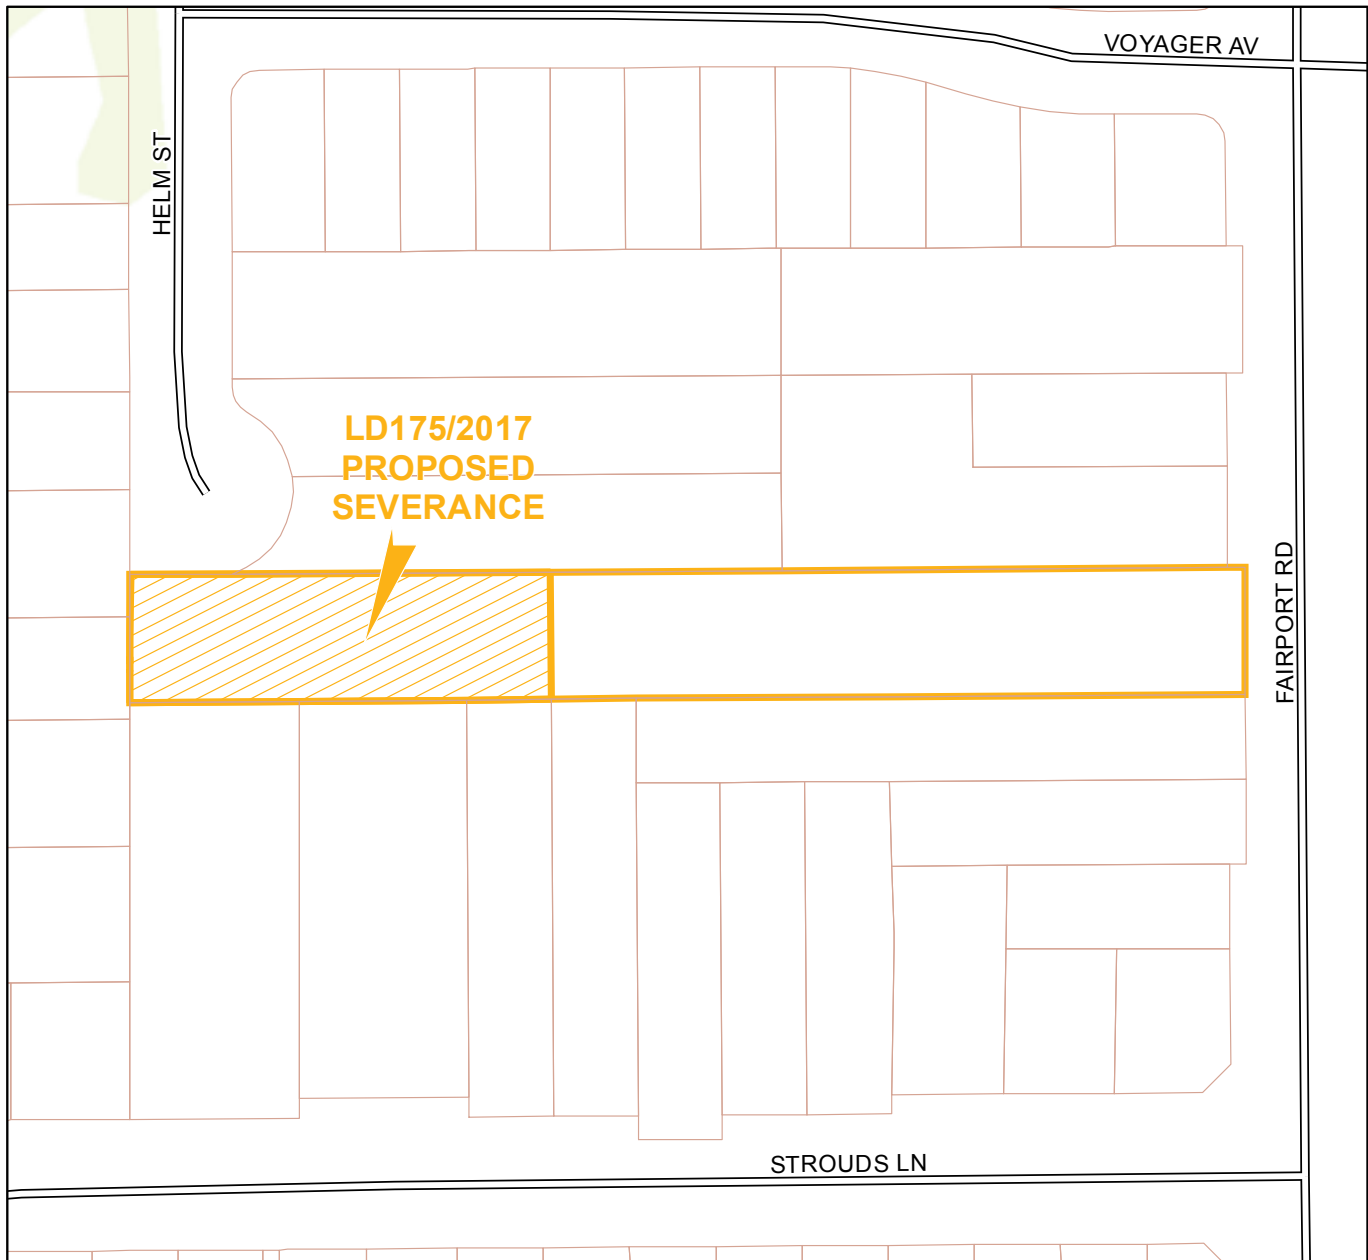 VOYAGER AV
HELM ST
LD175/2017
PROPOSED
SEVERANCE
FAIRPORT RD
STROUDS LN